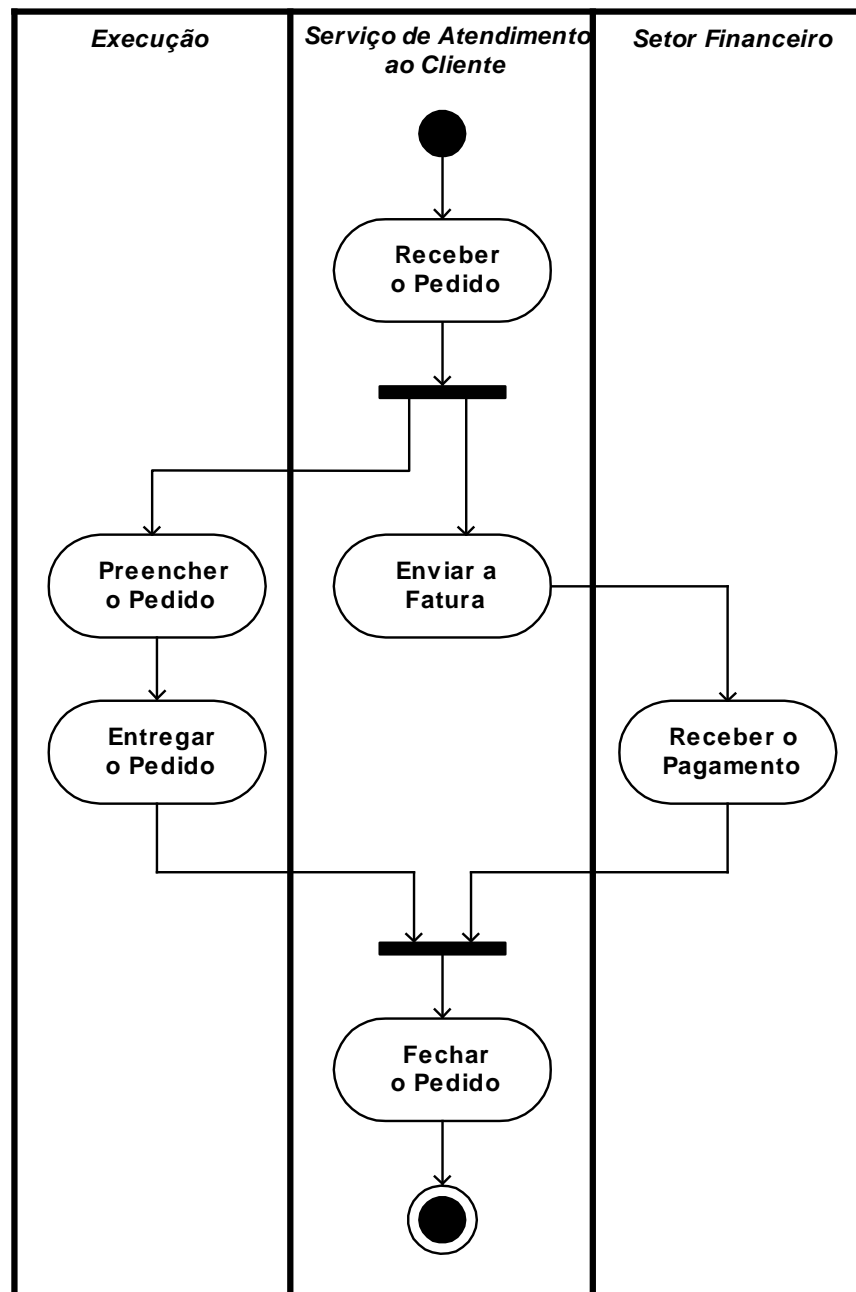 Execução
Serviço de Atendimento
ao Cliente
Setor Financeiro
Receber
o Pedido
Preencher
o Pedido
Enviar a
Fatura
Entregar
o Pedido
Receber o
Pagamento
Fechar
o Pedido